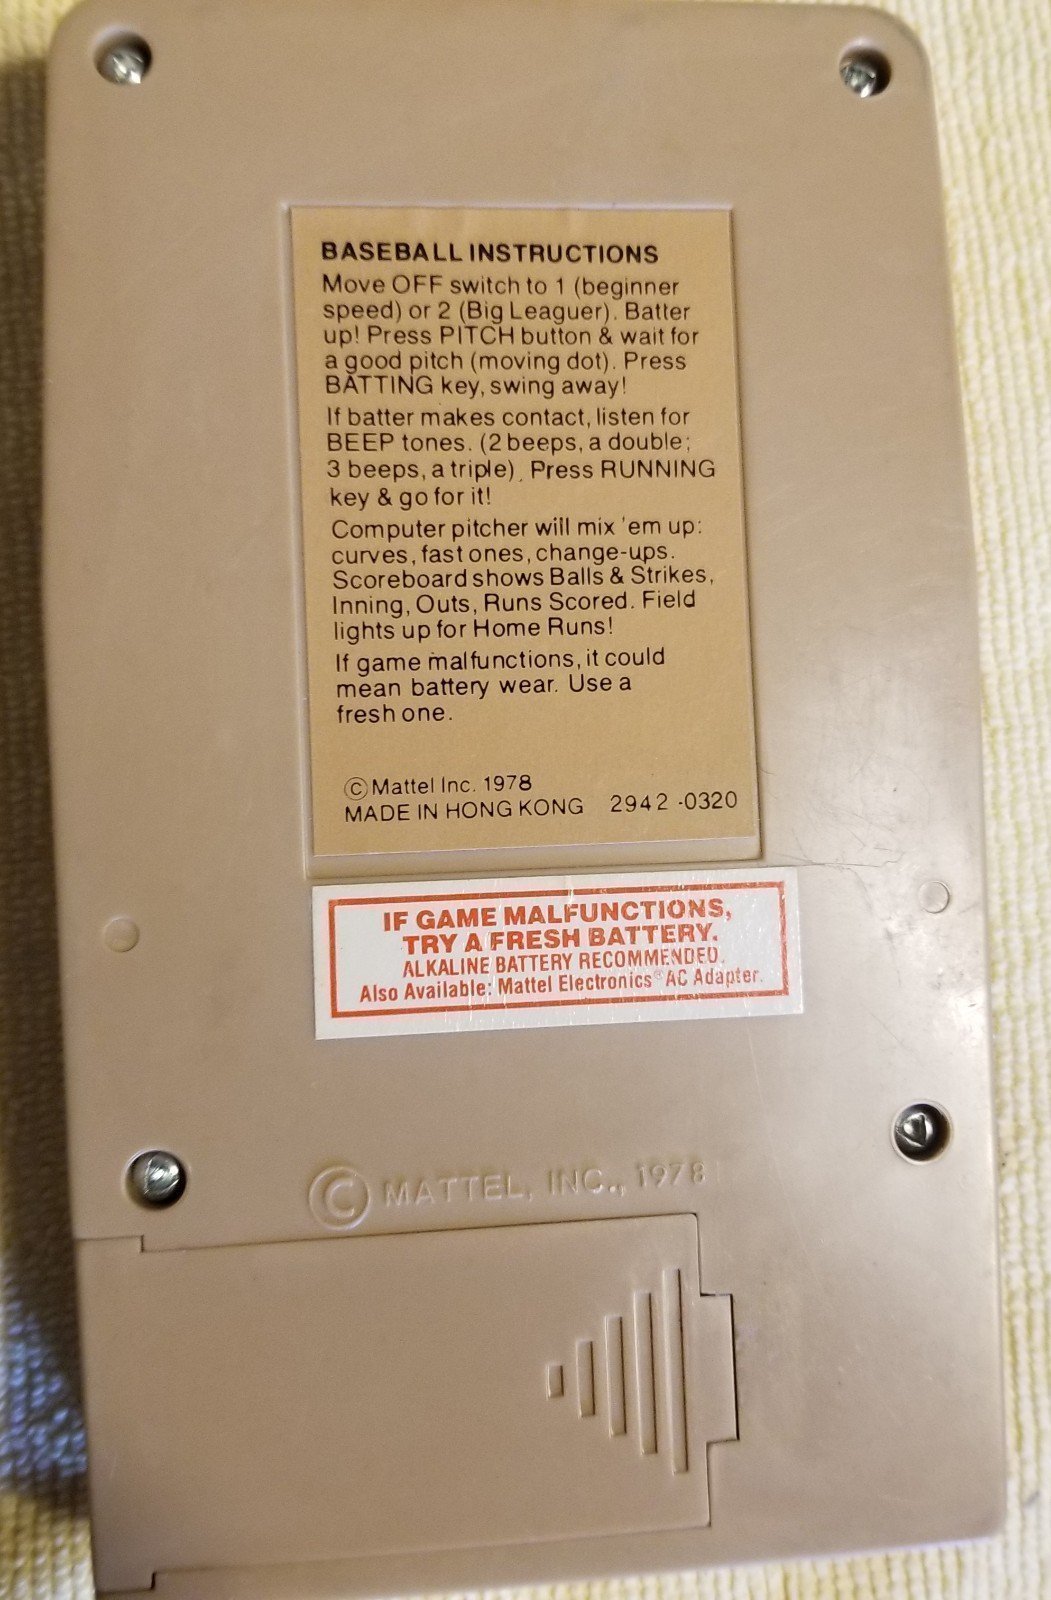 BASEBALL INSTRUCTIONS
Move OFF switch to 1 (beginner
speed) or 2 (Big Leaguer). Batter
up! Press PITCH button & wait for
a good pitch (moving dot). Press
BATTING key, swing away!
If batter makes contact, listen for
BEEP tones. (2 beeps, a double;
3 beeps, a triple). Press RUNNING
key & go for it!
Computer pitcher will mix 'em up:
curves, fast ones, change-ups.
Scoreboard shows Balls & Strikes,
Inning, Outs, Runs Scored. Field
lights up for Home Runs!
If game malfunctions, it could
mean battery wear. Use a
fresh one.
©Mattel Inc. 1978
MADE IN HONG KONG 2942-0320
IF GAME MALFUNCTIONS,
TRY A FRESH BATTERY.
ALKALINE BATTERY RECOMMENDED.
Also Available: Mattel Electronics® AC Adapter.
© MATTEL, INC., 1978